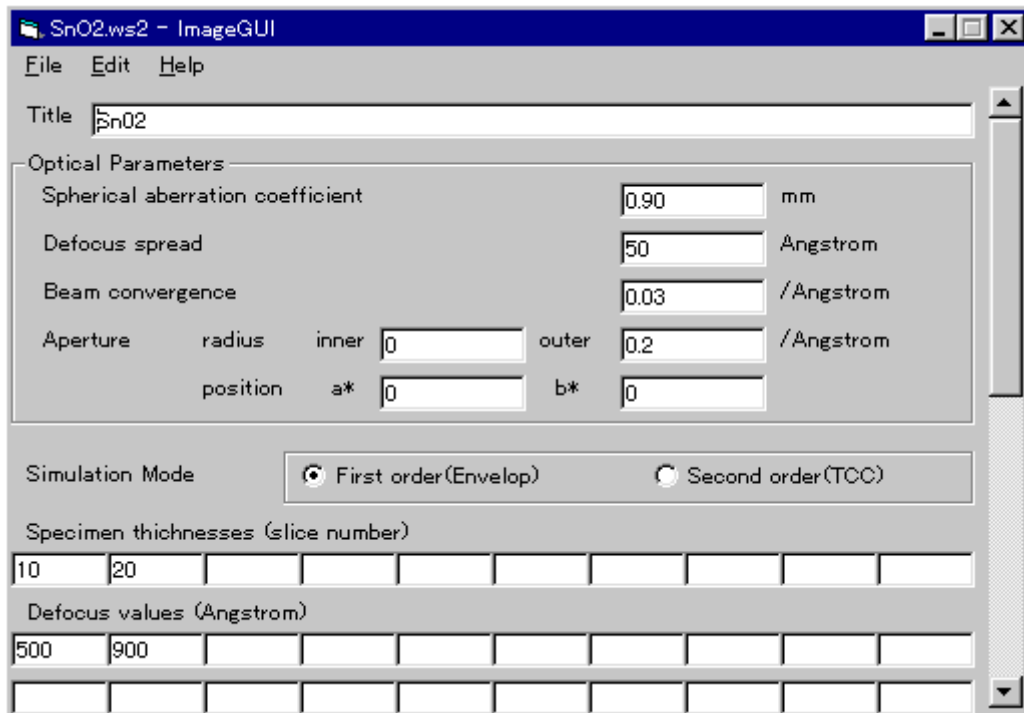 SnO2.ws2 - ImageGUI
File Edit Help
Title SnO2
Optical Parameters
Spherical aberration coefficient 0.90 mm
Defocus spread 50 Angstrom
Beam convergence 0.03 /Angstrom
Aperture radius inner 0 outer 0.2 /Angstrom
position a* 0 b* 0
Simulation Mode First order(Envelop) Second order(TCC)
Specimen thichnesses (slice number)
10 20
Defocus values (Angstrom)
500 900